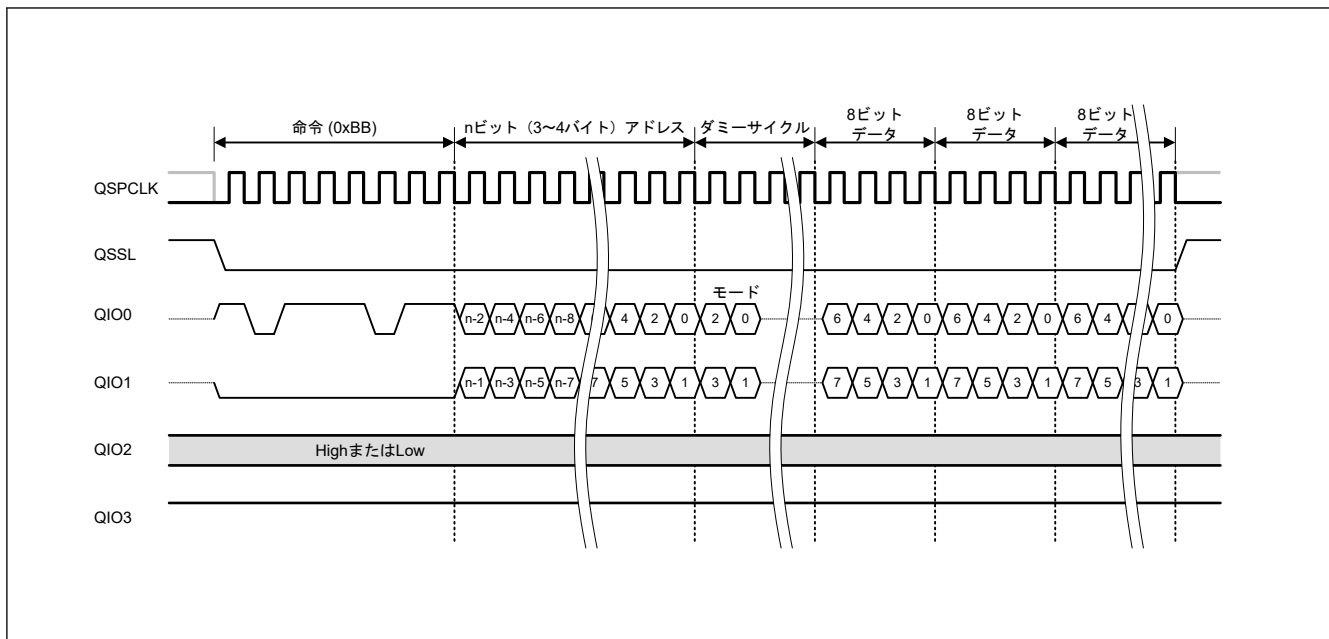 命令 (0xBB) nビット（3～4バイト）アドレス ダミーサイクル 8ビット 8ビット 8ビット
データ データ データ
QSPCLK
QSSL
モード
QIO0 n-2 n-4 n-6 n-8 4 2 0 2 0 6 4 2 0 6 4 2 0 6 4 0
QIO1 n-1 n-3 n-5 n-7 7 5 3 1 3 1 7 5 3 1 7 5 3 1 7 5 3 1
QIO2 HighまたはLow
QIO3